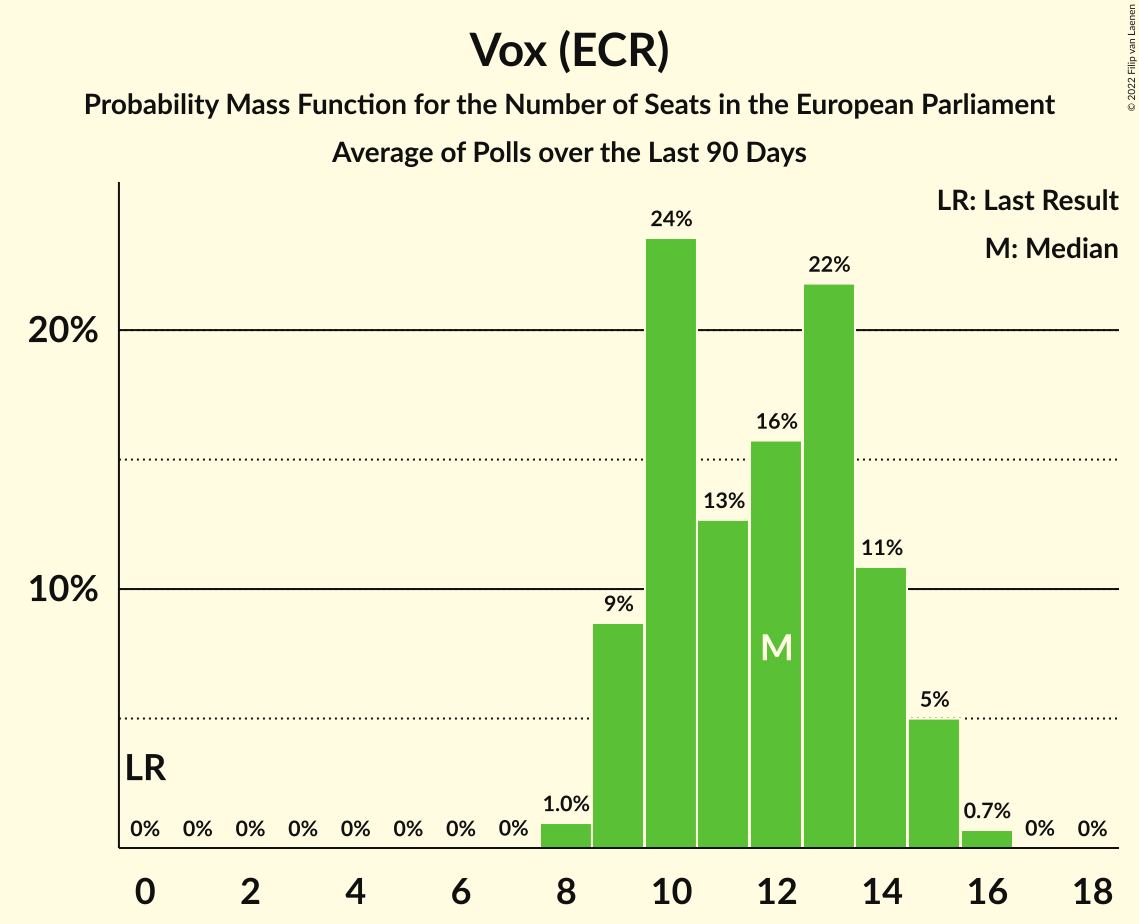 Vox (ECR)
Probability Mass Function for the Number of Seats in the European Parliament
Average of Polls over the Last 90 Days
© 2022 Filip van Laenen
LR: Last Result
M: Median
24%
22%
20%
16%
13%
11%
10%
9%
M
5%
LR
1.0%
0.7%
0% 0% 0% 0% 0% 0% 0% 0% 0% 0%
0 2 4 6 8 10 12 14 16 18